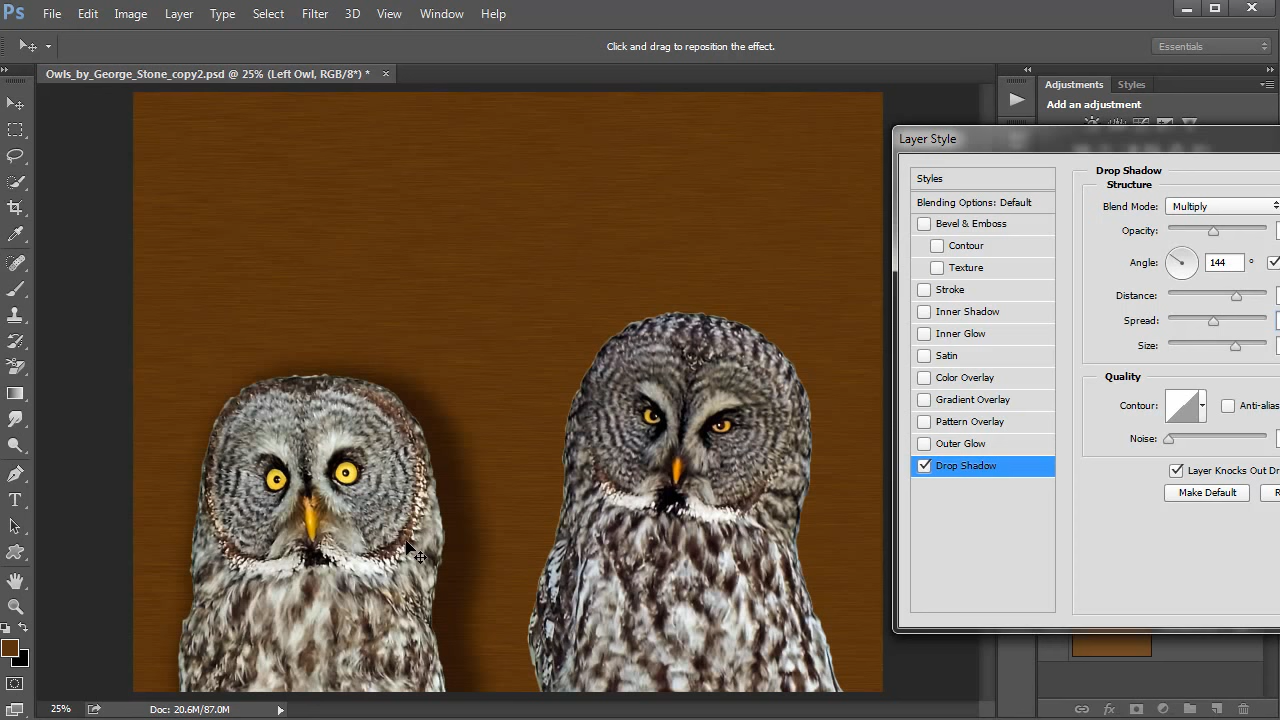 Ps File Edit Image Layer Type Select Filter 3D View Window Help
Click and drag to reposition the effect.
Essentials
Owls_by_George_Stone_copy2.psd @ 25% (Left Owl, RGB/8*) *
Adjustments Styles
Add an adjustment
Layer Style
Styles
Blending Options: Default
Bevel & Emboss
Contour
Texture
Stroke
Inner Shadow
Inner Glow
Satin
Color Overlay
Gradient Overlay
Pattern Overlay
Outer Glow
Drop Shadow
Drop Shadow
Structure
Blend Mode: Multiply
Opacity:
Angle: 144 °
Distance:
Spread:
Size:
Quality
Contour: Anti-alias
Noise:
Layer Knocks Out Dr
Make Default R
25% Doc: 20.6M/87.0M